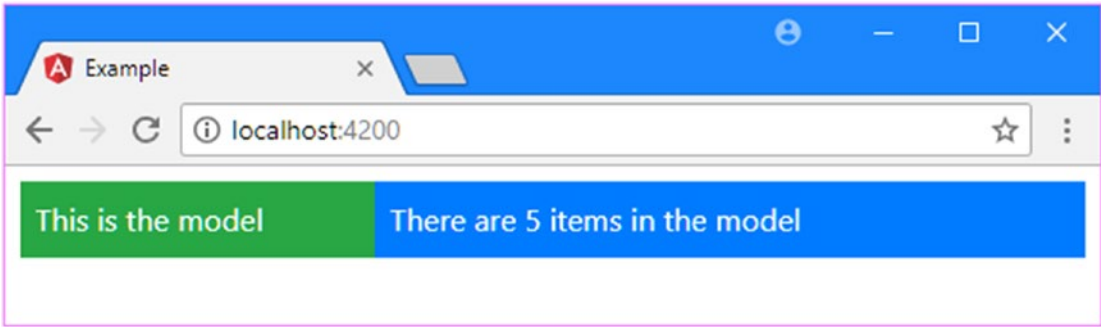 Example
localhost:4200
This is the model
There are 5 items in the model